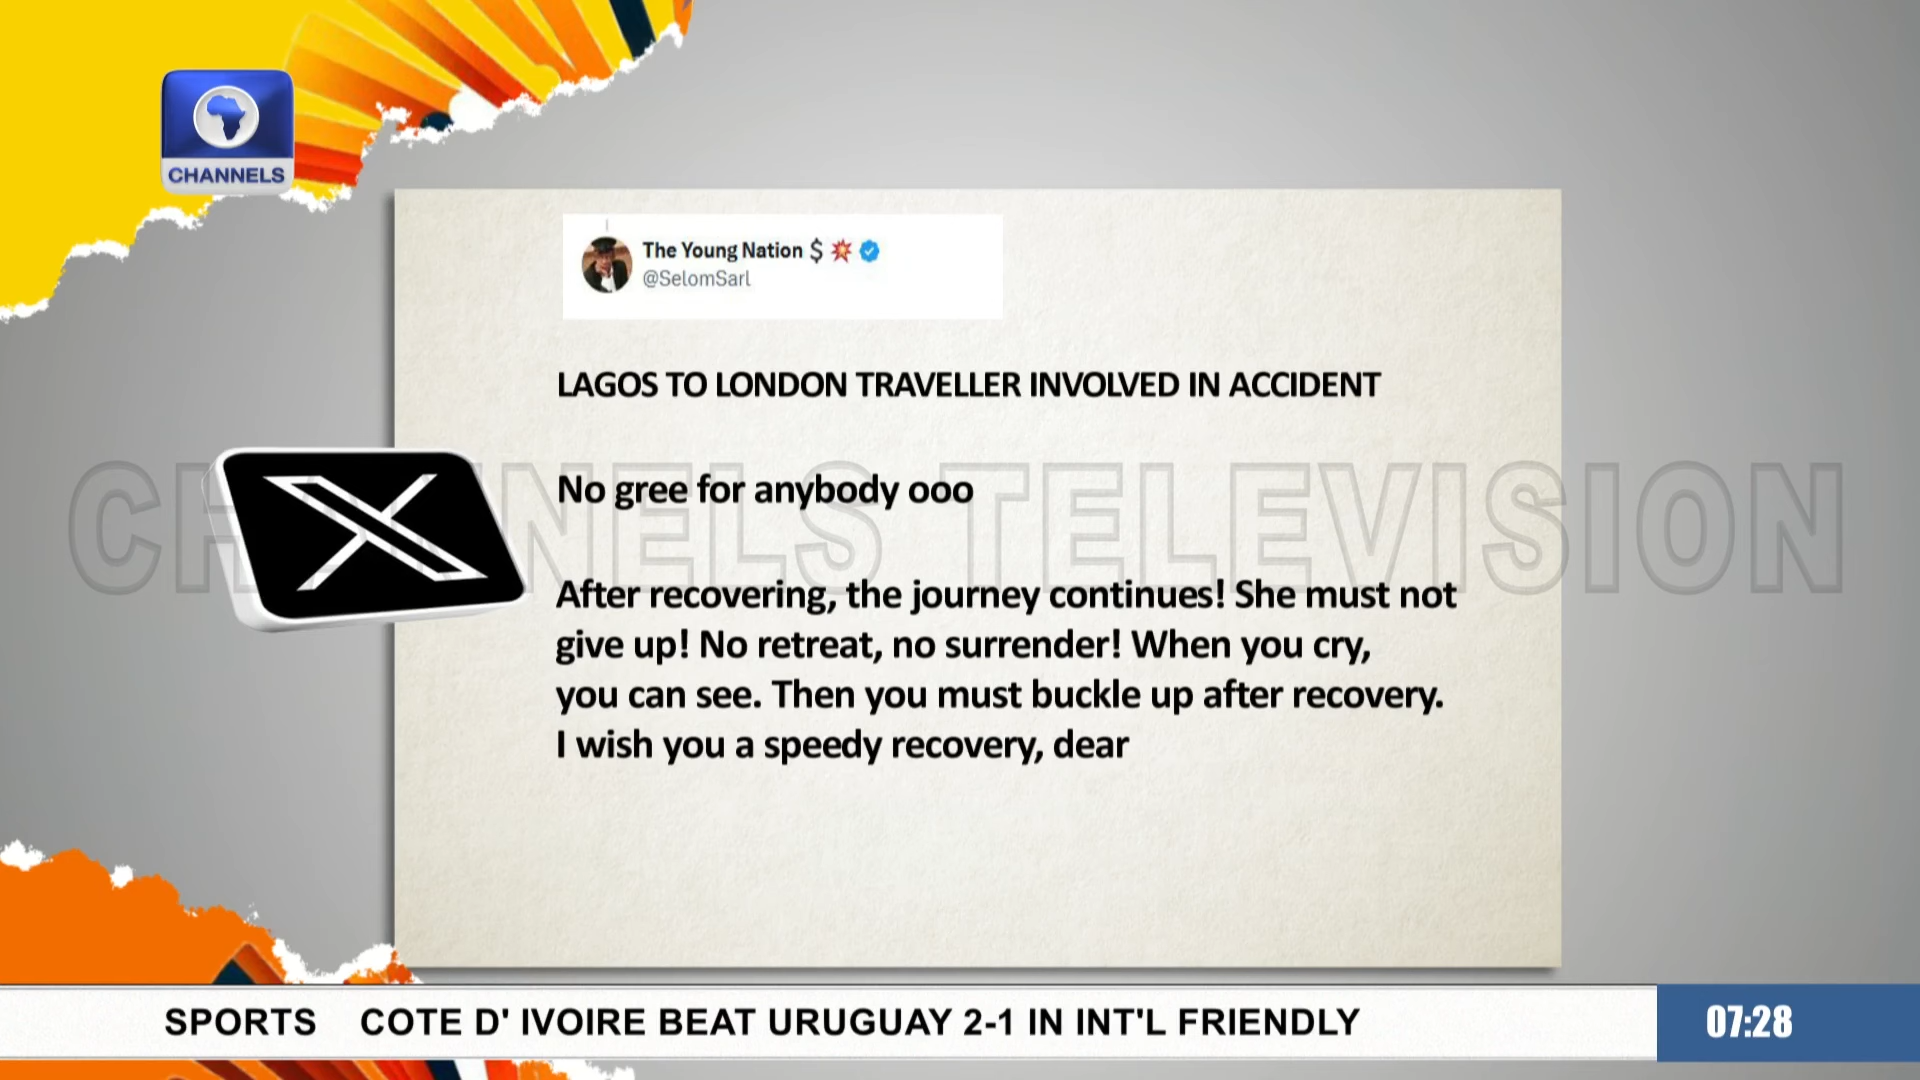 CHANNELS
The Young Nation $ 💥
@SelomSarl
LAGOS TO LONDON TRAVELLER INVOLVED IN ACCIDENT
No gree for anybody ooo
CHANNELS TELEVISION
After recovering, the journey continues! She must not
give up! No retreat, no surrender! When you cry,
you can see. Then you must buckle up after recovery.
I wish you a speedy recovery, dear
SPORTS COTE D' IVOIRE BEAT URUGUAY 2-1 IN INT'L FRIENDLY
07:28